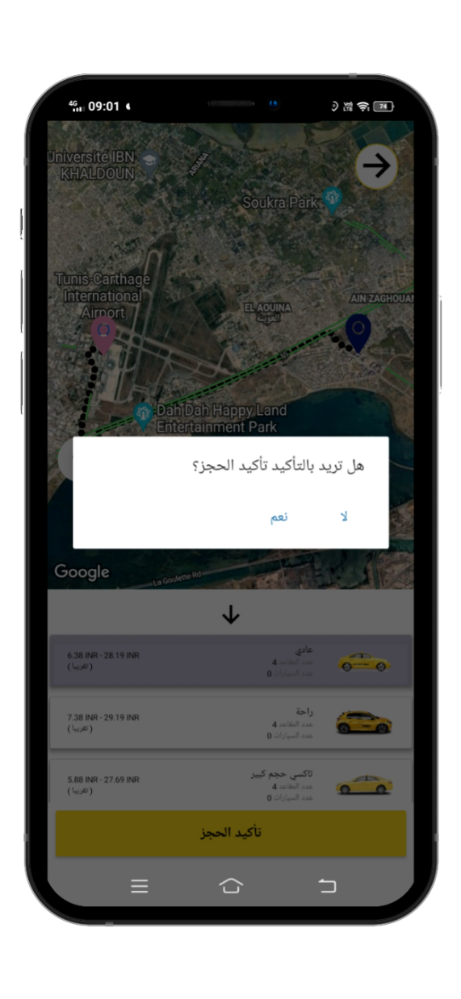 4G 09:01
VoLTE 74
Université IBN
KHALDOUN
ARIANA
Soukra Park
Tunis-Carthage
International
Airport
EL AOUINA
العوينة
AIN ZAGHOUAN
Dah Dah Happy Land
Entertainment Park
هل تريد بالتأكيد تأكيد الحجز؟
لا
نعم
Google
La Goulette Rd
عادي
عدد المقاعد 4
عدد السيارات 0
6.38 INR - 28.19 INR
(تقريبا)
راحة
عدد المقاعد 4
عدد السيارات 0
7.38 INR - 29.19 INR
(تقريبا)
تاكسي حجم كبير
عدد المقاعد 4
عدد السيارات 0
5.88 INR - 27.69 INR
(تقريبا)
تأكيد الحجز